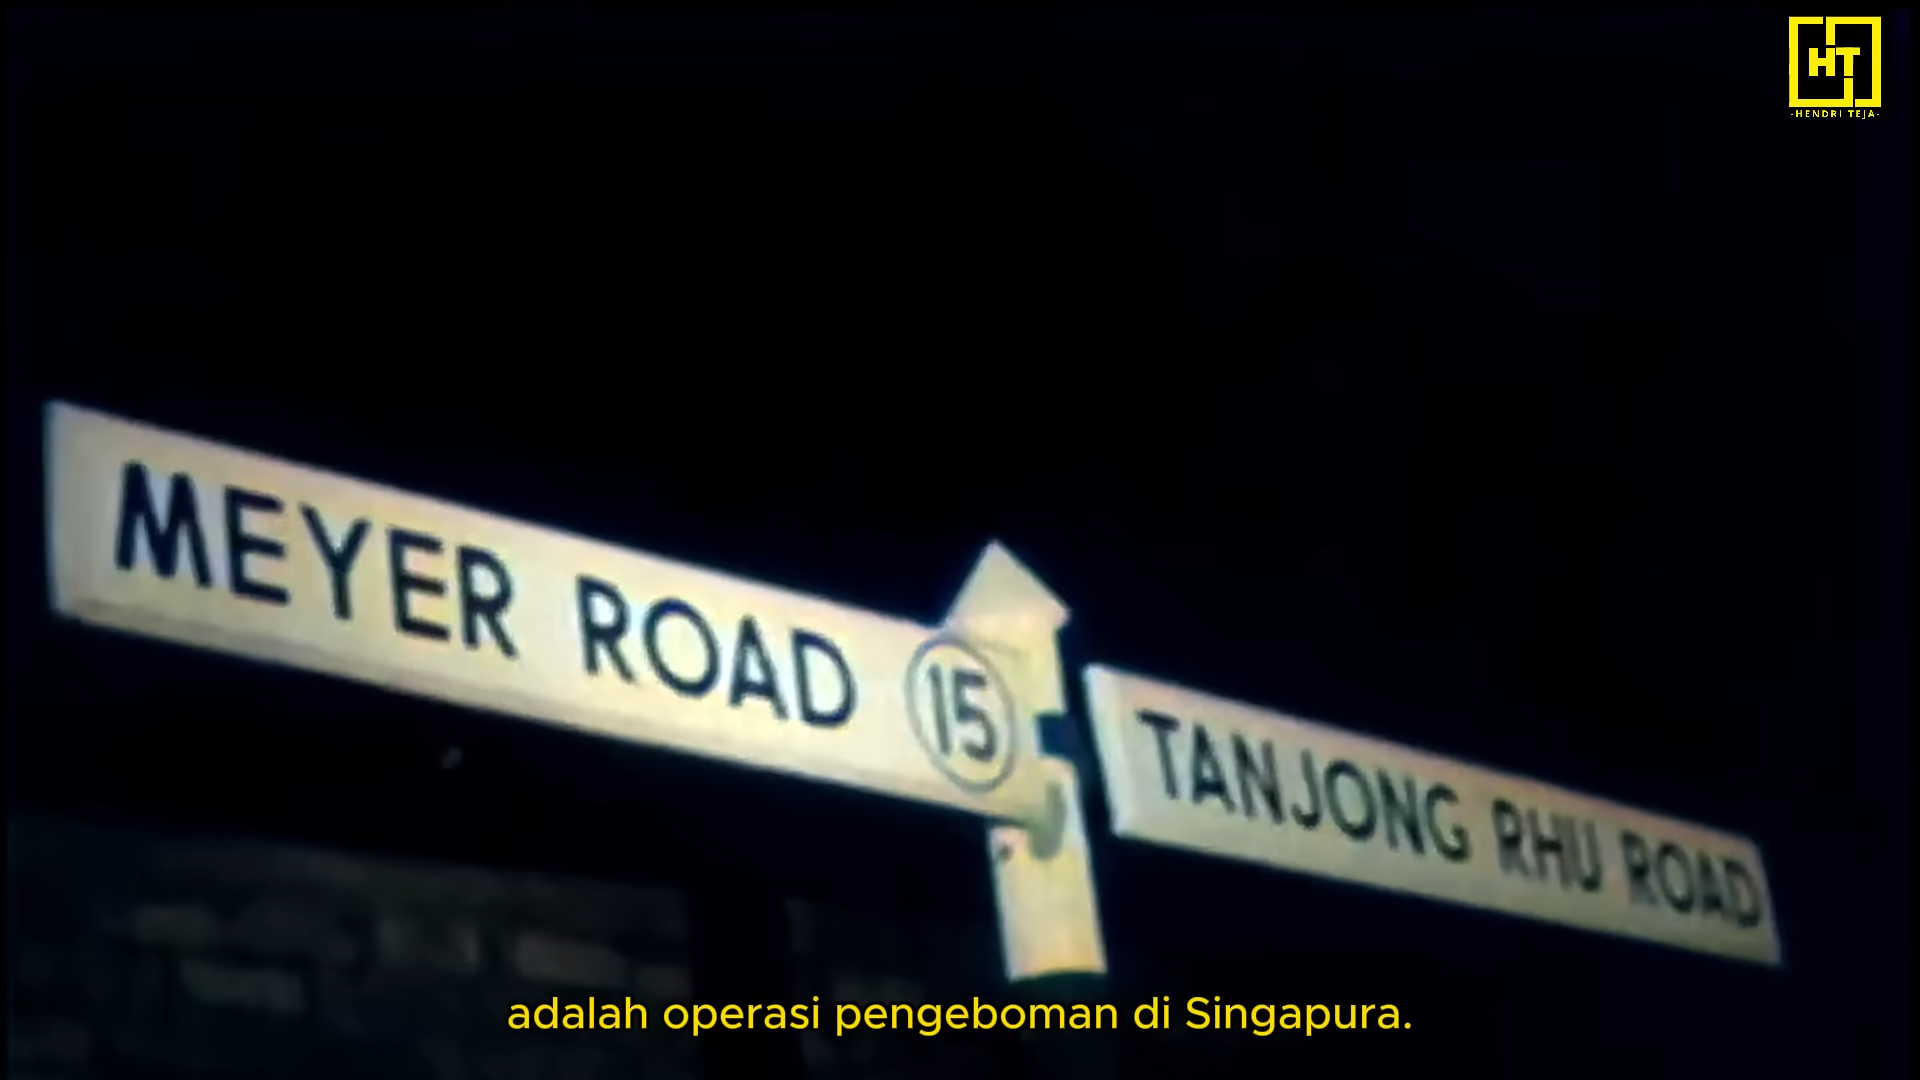 HT
-HENDRI TEJA-
MEYER ROAD 15
TANJONG RHU ROAD
adalah operasi pengeboman di Singapura.